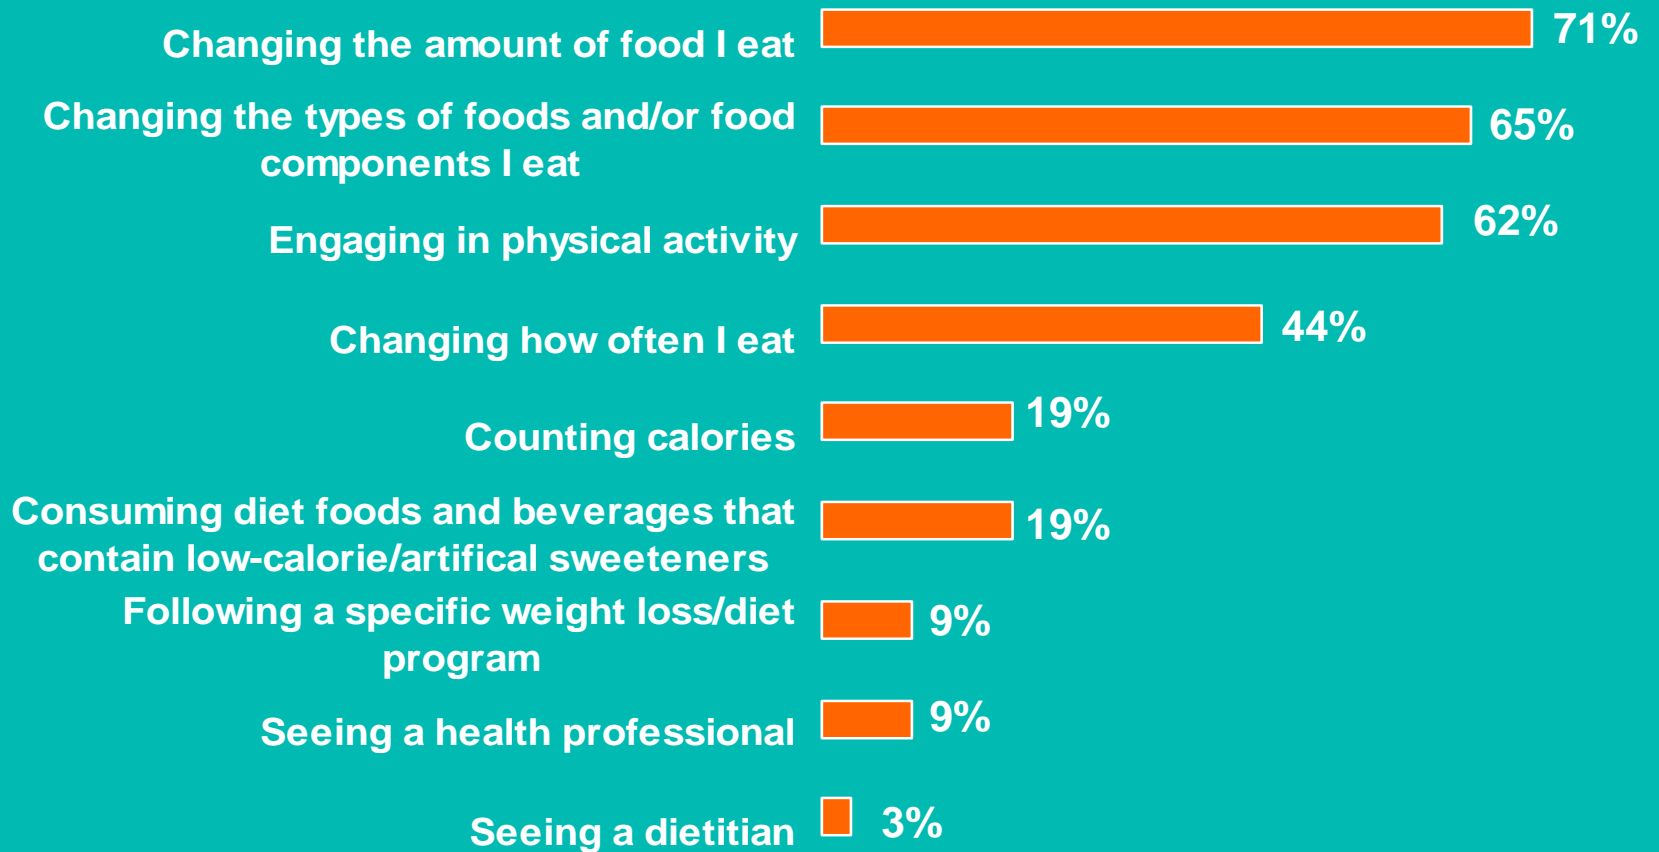 Changing the amount of food I eat 71%
Changing the types of foods and/or food
components I eat 65%
Engaging in physical activity 62%
Changing how often I eat 44%
Counting calories 19%
Consuming diet foods and beverages that
contain low-calorie/artifical sweeteners 19%
Following a specific weight loss/diet
program 9%
Seeing a health professional 9%
Seeing a dietitian 3%